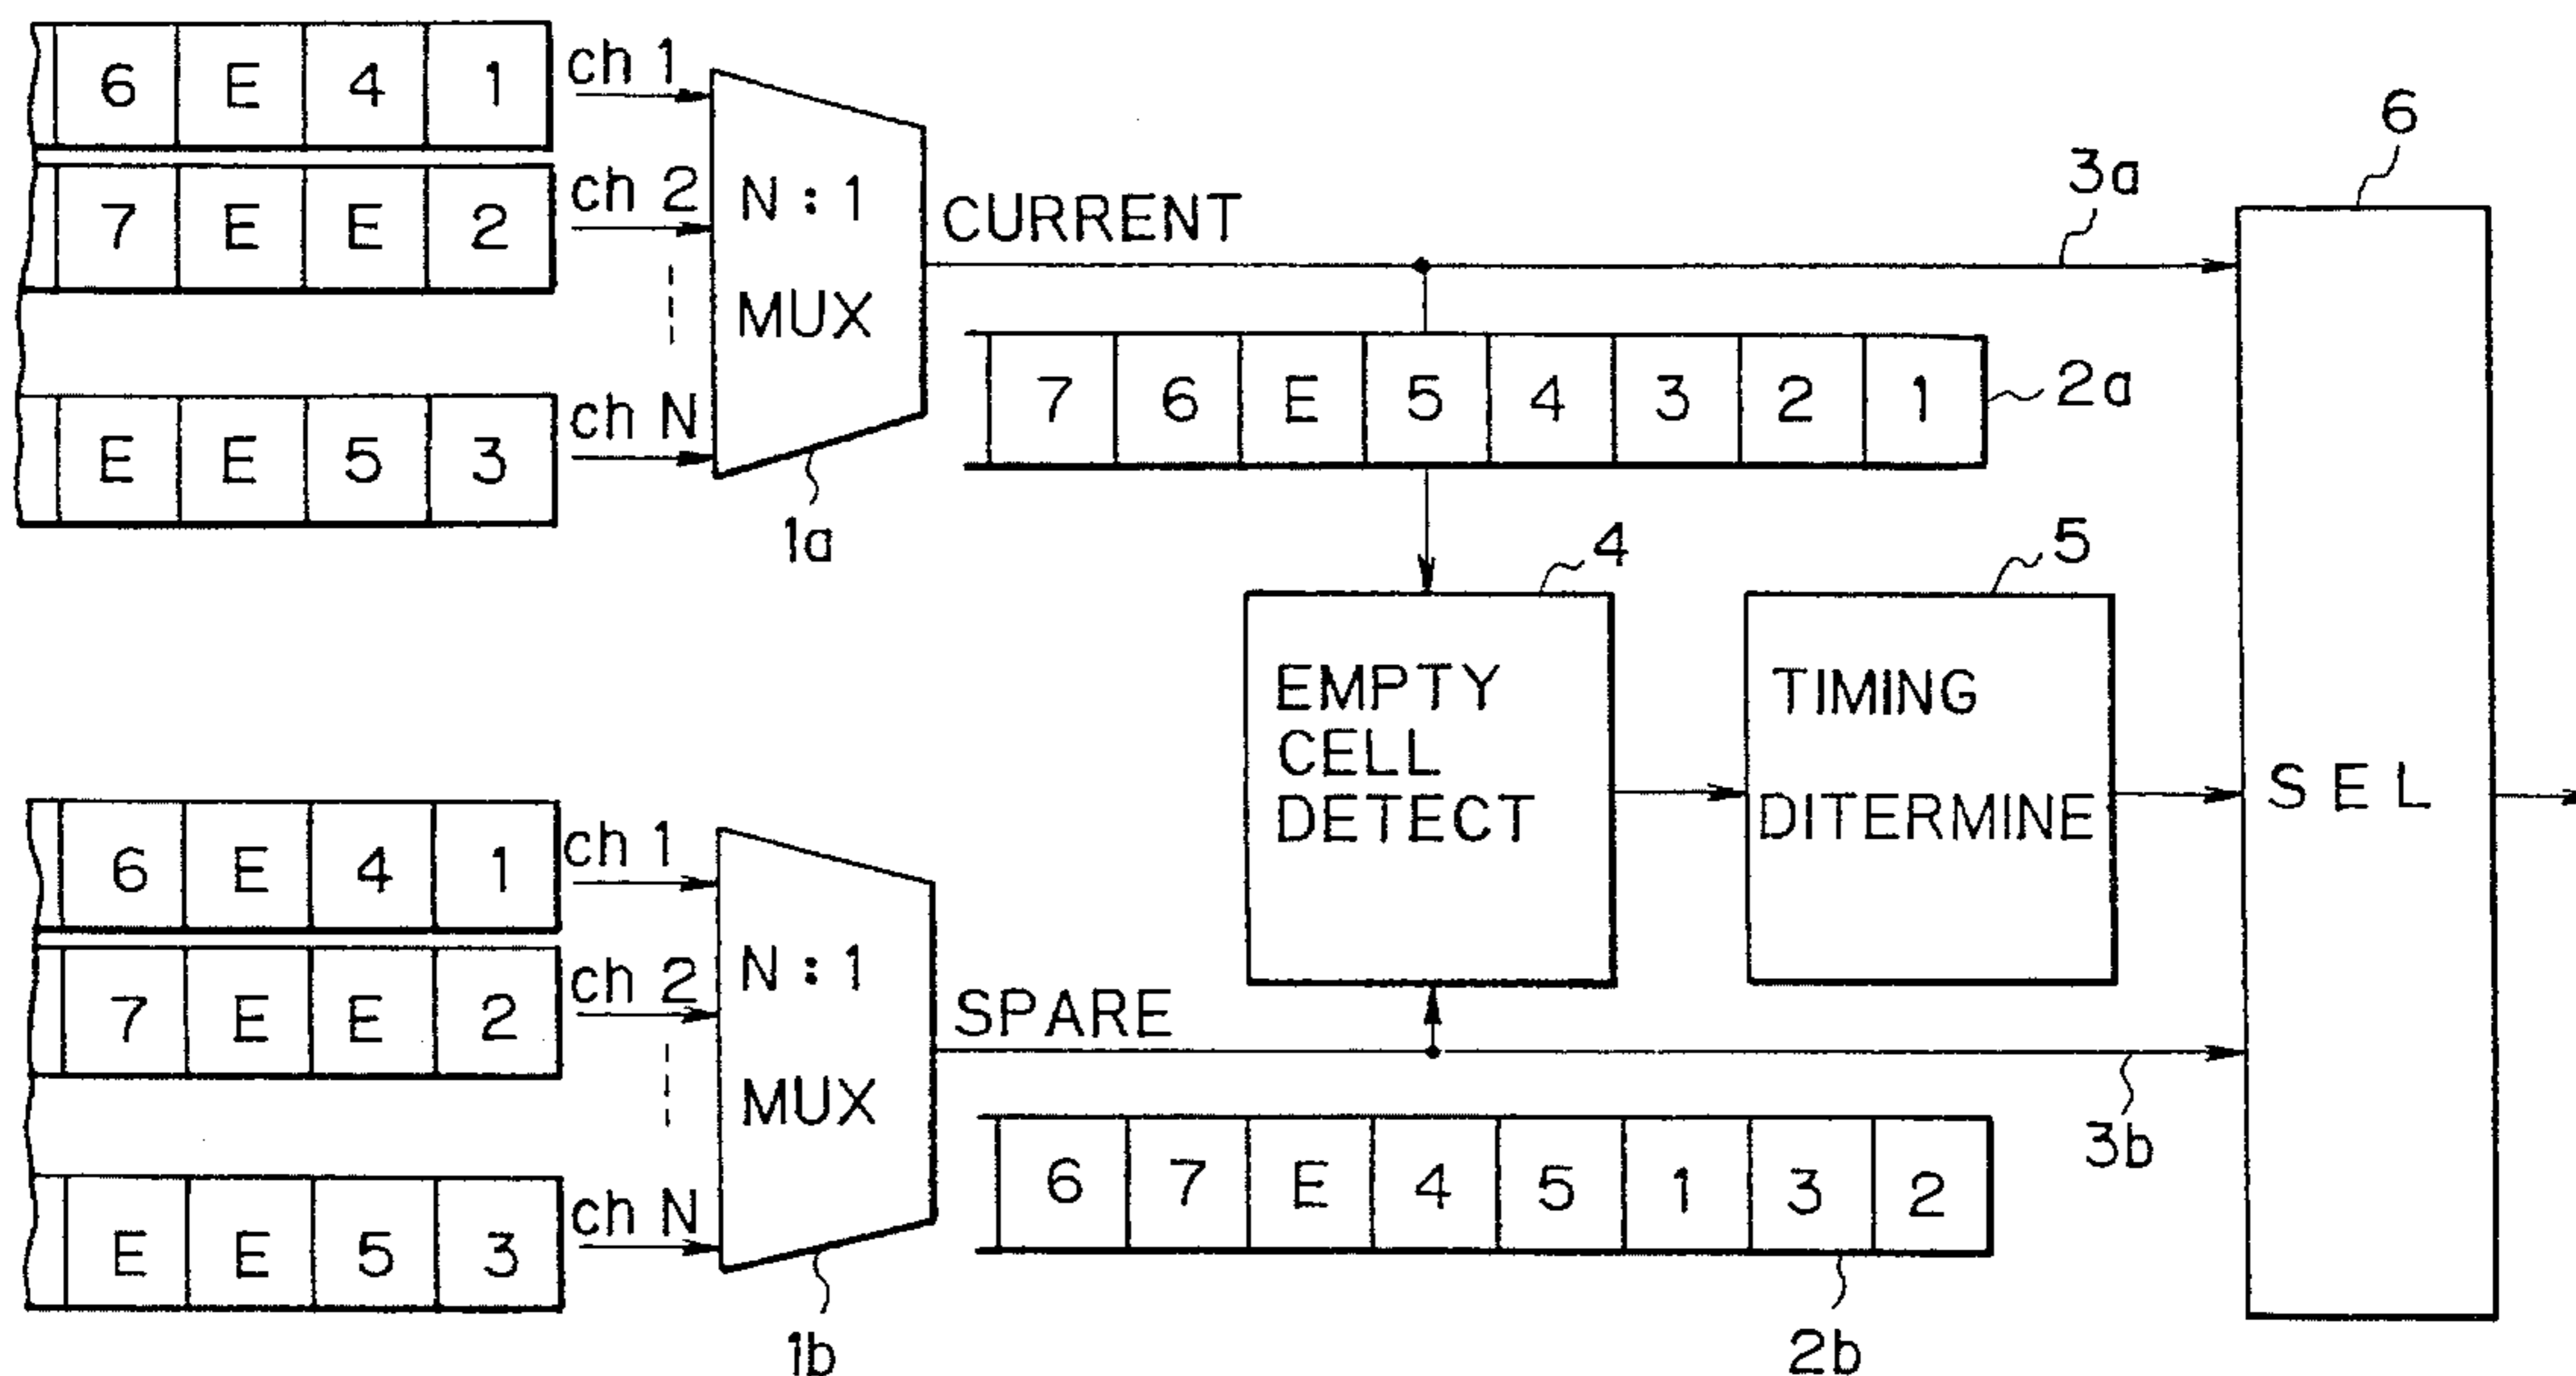 6 E 4 1 ch 1
7 E E 2 ch 2
E E 5 3 ch N
N : 1
MUX
1a
CURRENT
3a
6
7 6 E 5 4 3 2 1
2a
4
EMPTY
CELL
DETECT
5
TIMING
DITERMINE
SEL
6 E 4 1 ch 1
7 E E 2 ch 2
E E 5 3 ch N
N : 1
MUX
1b
SPARE
3b
6 7 E 4 5 1 3 2
2b